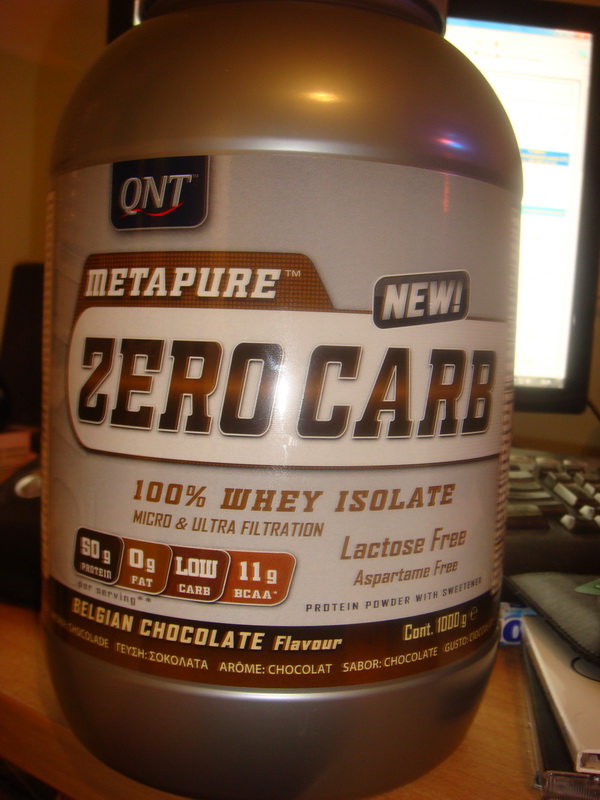 QNT™
METAPURE™
NEW!
ZERO CARB
100% WHEY ISOLATE
MICRO & ULTRA FILTRATION
Lactose Free
Aspartame Free
50g PROTEIN
0g FAT
LOW CARB
11g BCAA*
per serving**
PROTEIN POWDER WITH SWEETENER
BELGIAN CHOCOLATE Flavour
Cont. 1000g e
ΓΕΥΣΗ: ΣΟΚΟΛΑΤΑ ARÔME: CHOCOLAT SABOR: CHOCOLATE GUSTO: